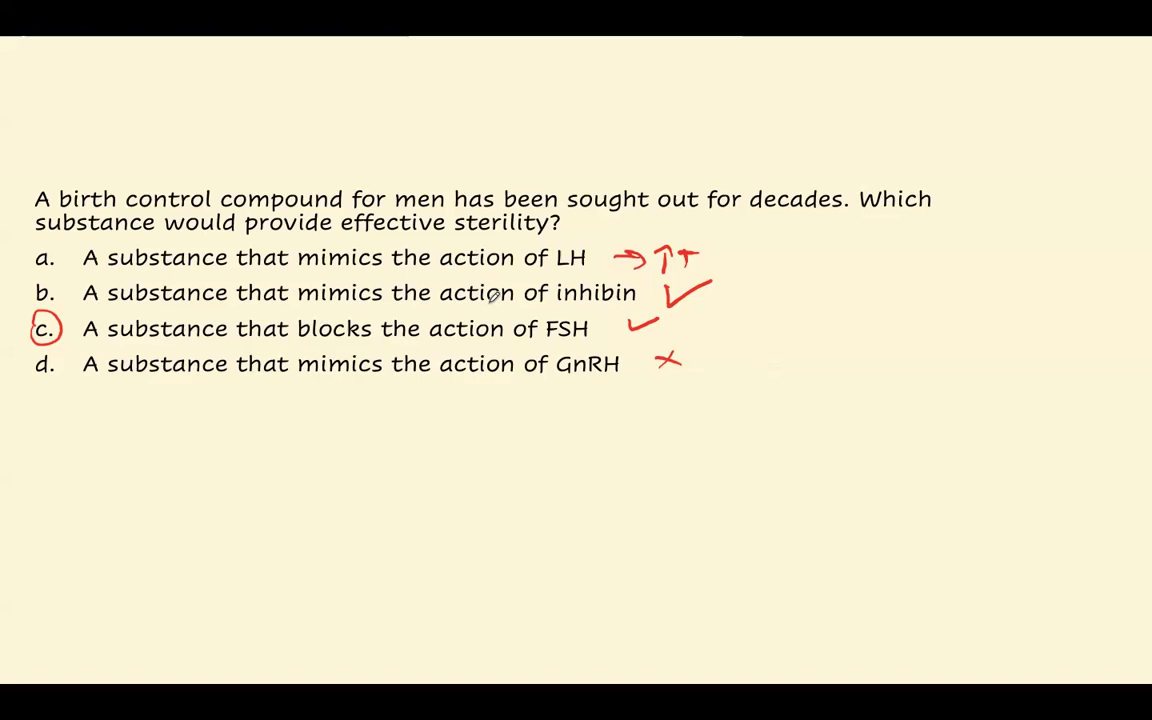 A birth control compound for men has been sought out for decades. Which
substance would provide effective sterility?
a. A substance that mimics the action of LH → ↑ T
b. A substance that mimics the action of inhibin ✓
c. A substance that blocks the action of FSH ✓
d. A substance that mimics the action of GnRH ✗